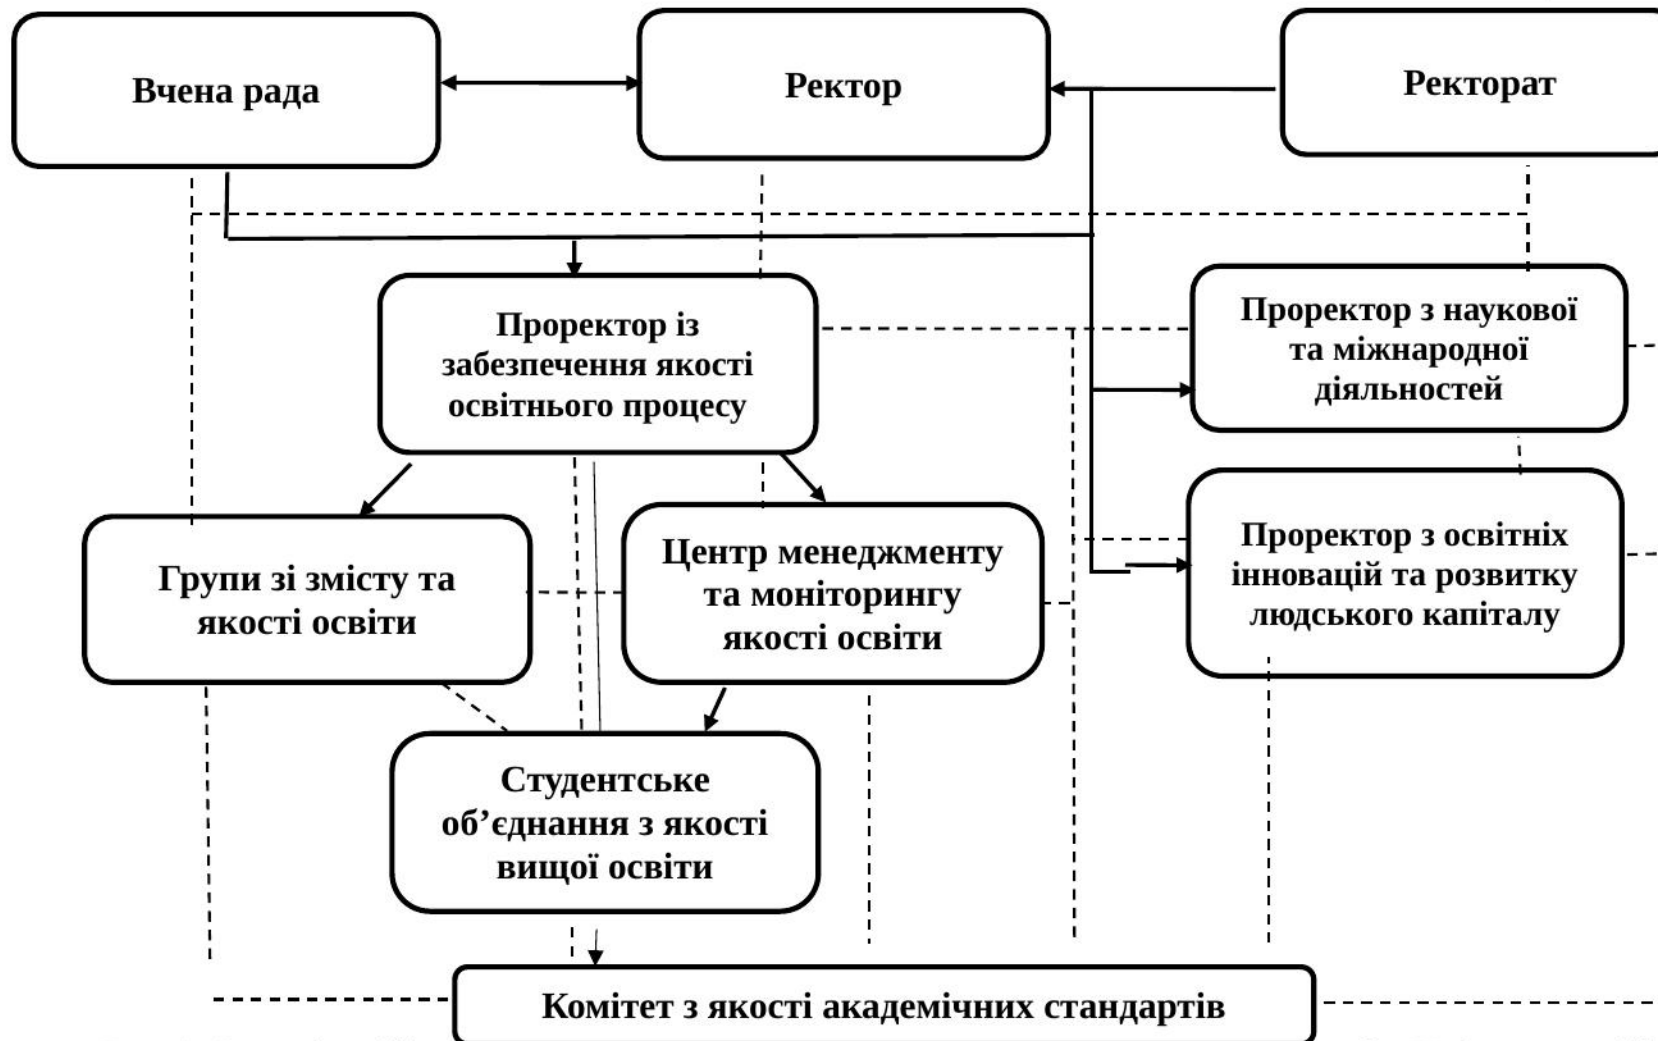 Вчена рада
Ректор
Ректорат
Проректор із
забезпечення якості
освітнього процесу
Проректор з наукової
та міжнародної
діяльностей
Групи зі змісту та
якості освіти
Центр менеджменту
та моніторингу
якості освіти
Проректор з освітніх
інновацій та розвитку
людського капіталу
Студентське
об’єднання з якості
вищої освіти
Комітет з якості академічних стандартів